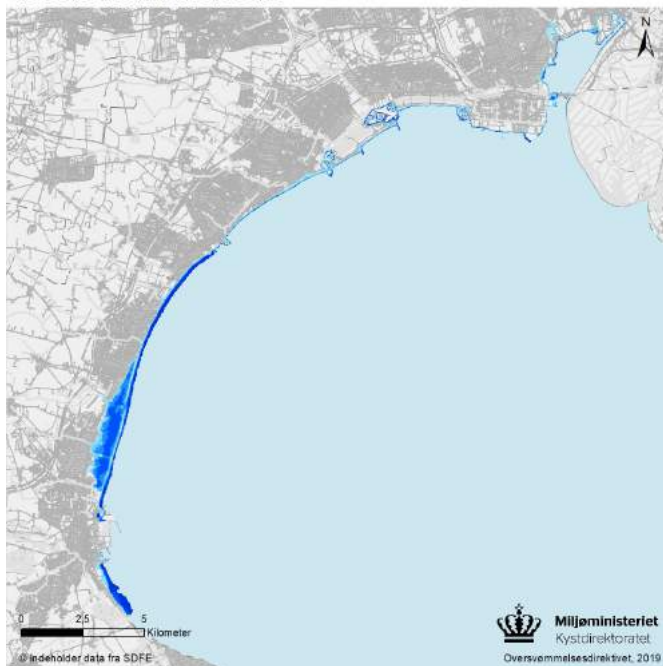 N
0 2,5 5
Kilometer
© Indeholder data fra SDFE
Miljøministeriet
Kystdirektoratet
Oversvømmelsesdirektivet, 2019